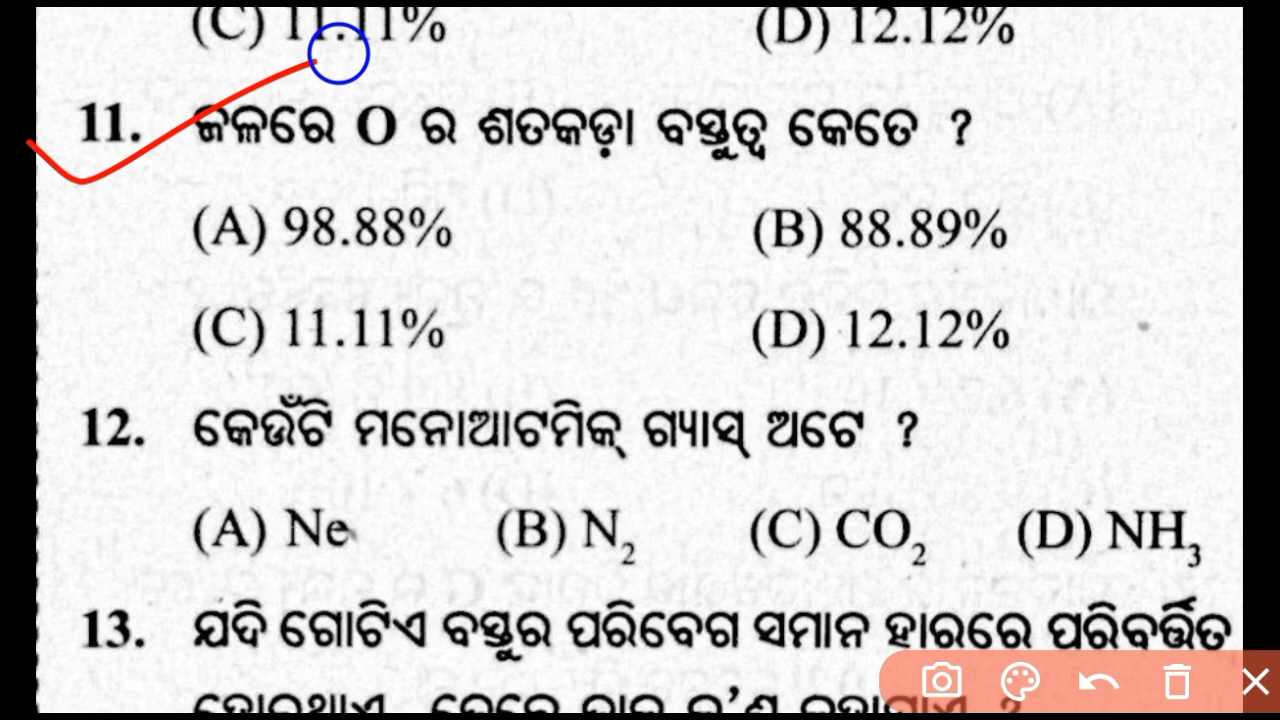 (C) 11.11% (D) 12.12%
11. ଜଳରେ O ର ଶତକଡ଼ା ବସ୍ତୁତ୍ୱ କେତେ ?
(A) 98.88% (B) 88.89%
(C) 11.11% (D) 12.12%
12. କେଉଁଟି ମନୋଆଟମିକ୍ ଗ୍ୟାସ୍ ଅଟେ ?
(A) Ne (B) N₂ (C) CO₂ (D) NH₃
13. ଯଦି ଗୋଟିଏ ବସ୍ତୁର ପରିବେଗ ସମାନ ହାରରେ ପରିବର୍ତ୍ତିତ